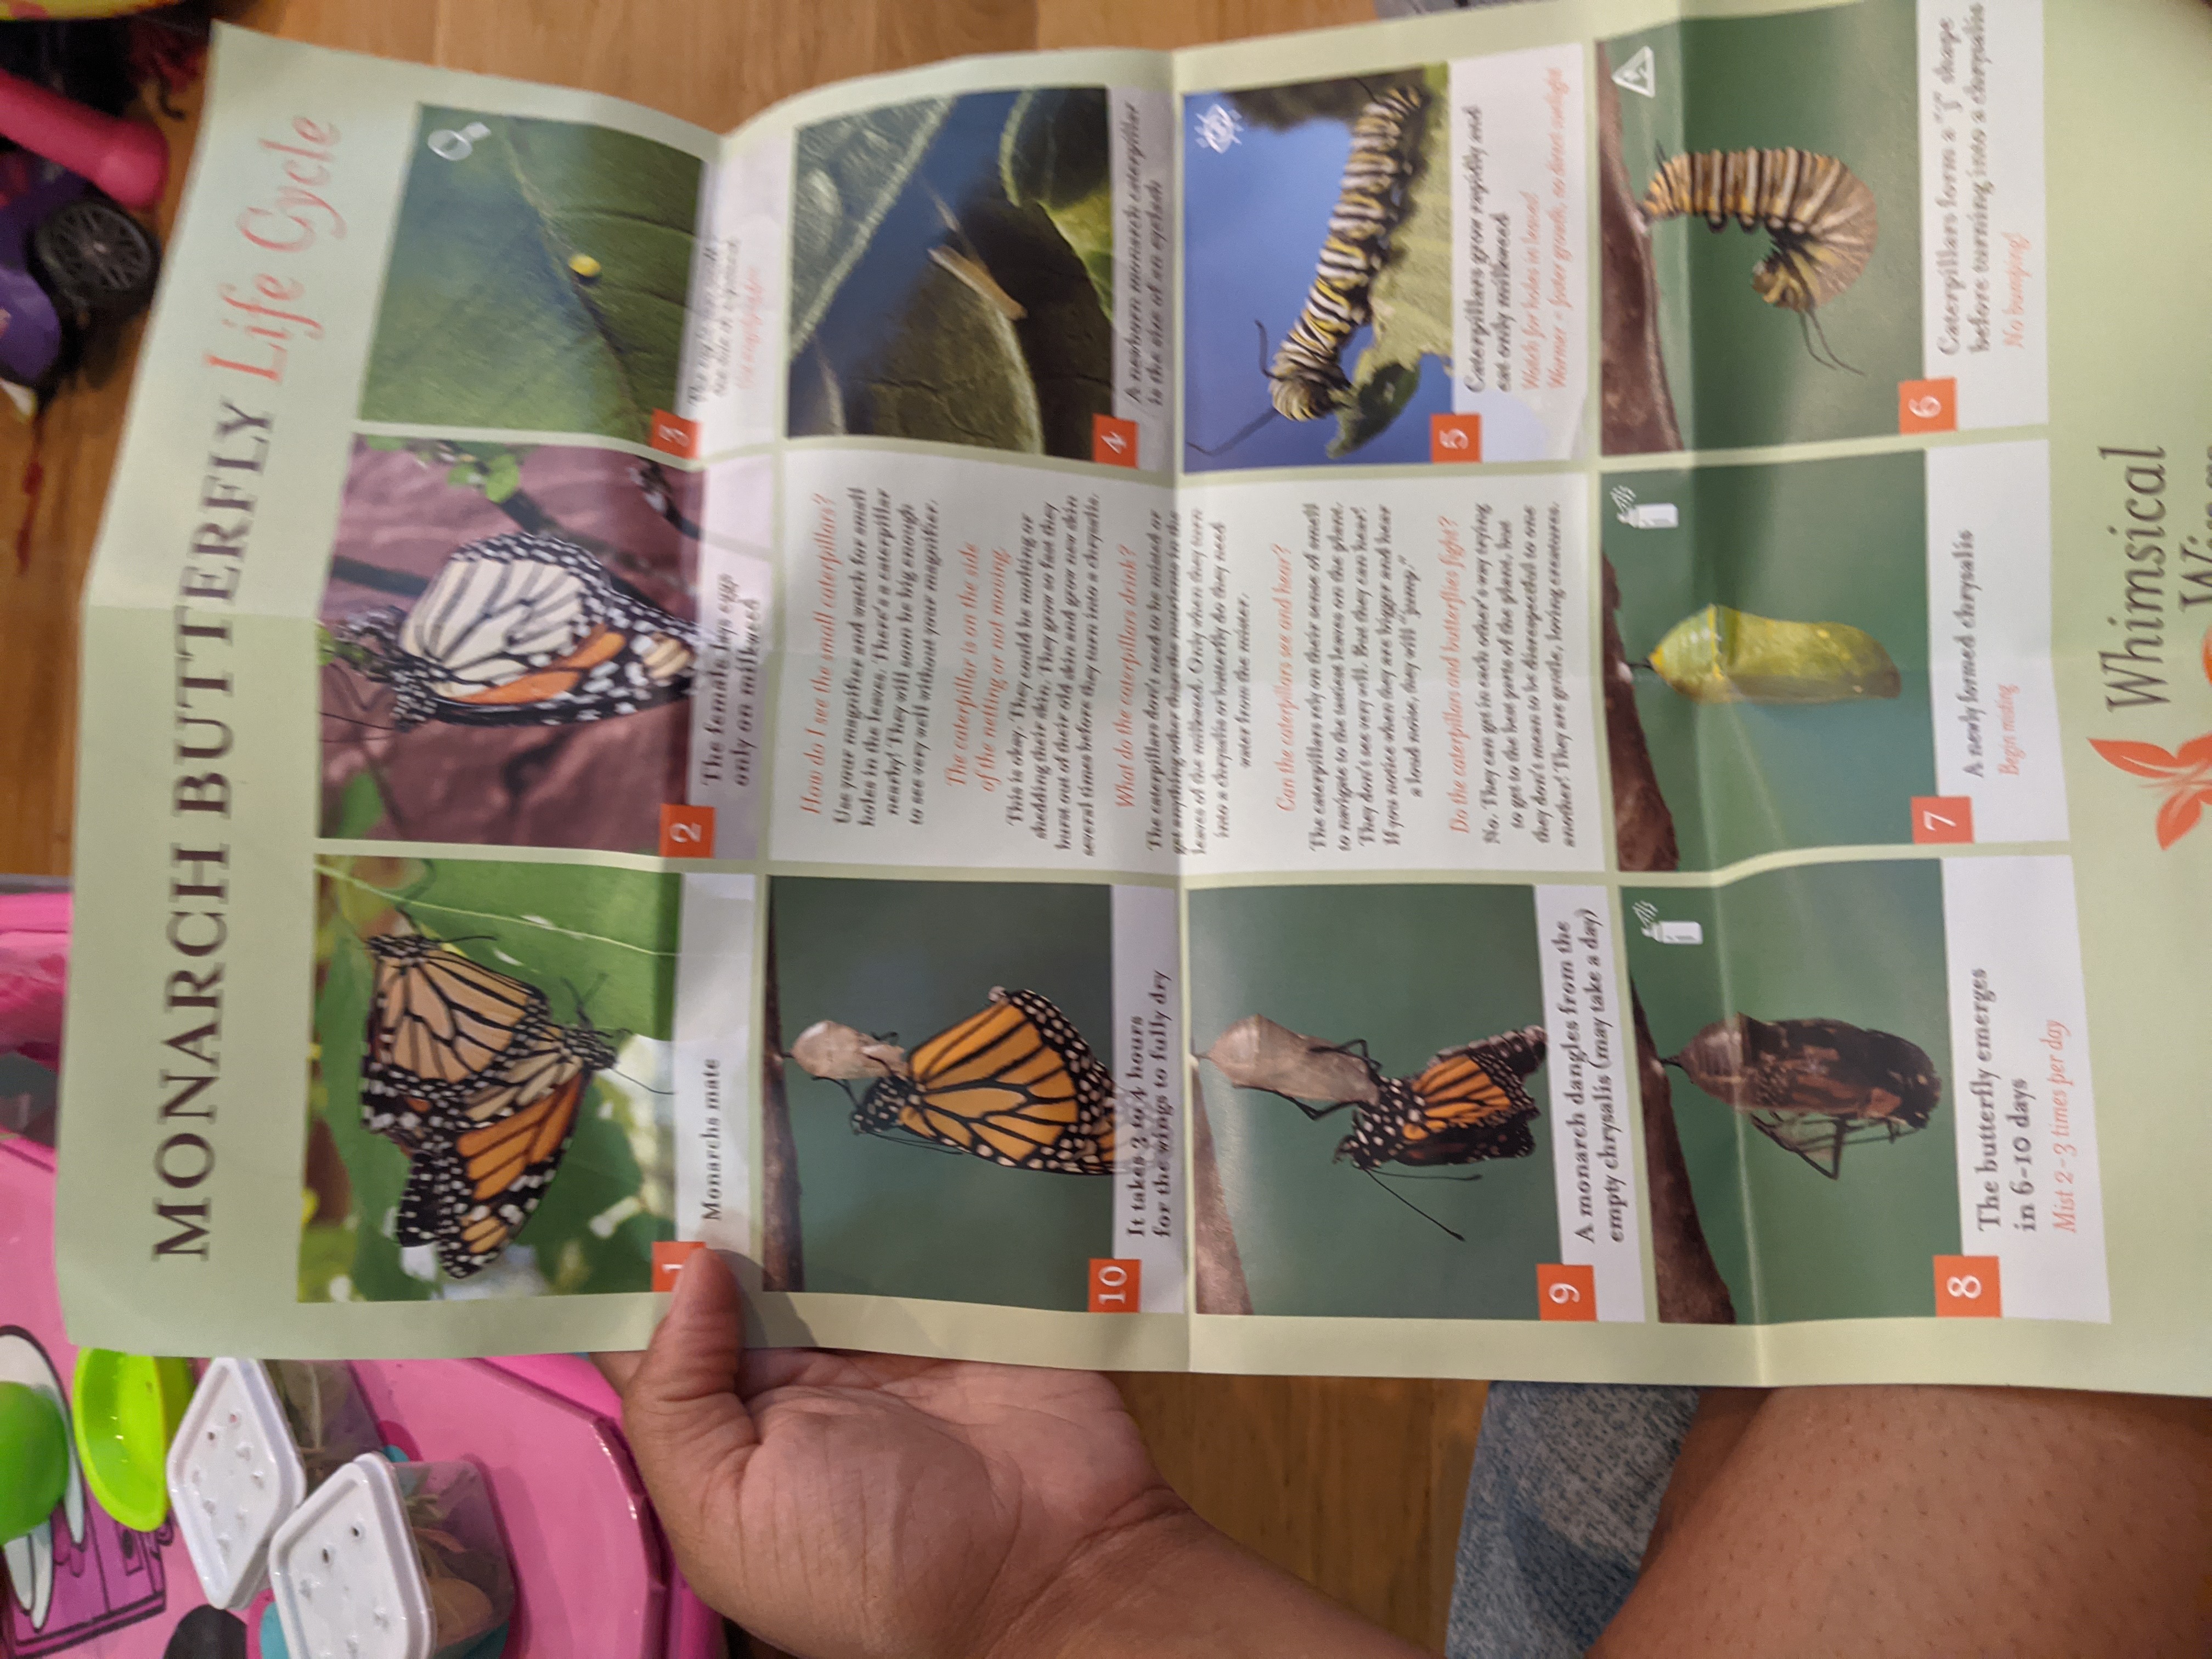 MONARCH BUTTERFLY Life Cycle
1
Monarchs mate
2
The female lays eggs
only on milkweed
3
How do I see the small caterpillars?
Use your magnifier and watch for small
holes in the leaves. There's a caterpillar
nearby! They will soon be big enough
to see very well without your magnifier.
The caterpillar is on the side
of the netting or not moving.
This is okay. They could be molting or
shedding their skin. They grow so fast they
burst out of their old skin and grow new skin
several times before they turn into a chrysalis.
What do the caterpillars drink?
The caterpillars don't need to be misted or
get anything other than the nutrients in the
leaves of the milkweed. Only when they turn
into a chrysalis or butterfly do they need
water from the mister.
Can the caterpillars see and hear?
The caterpillars rely on their sense of smell
to navigate to the tastiest leaves on the plant.
They don't see very well. But they can hear!
If you notice when they are bigger and hear
a loud noise, they will "jump."
Do the caterpillars and butterflies fight?
No. They can get in each other's way trying
to get to the best parts of the plant, but
they don't mean to be disrespectful to one
another! They are gentle, loving creatures.
4
A newborn monarch caterpillar
is the size of an eyelash
5
Caterpillars grow rapidly and
eat only milkweed
Watch for holes in leaves!
Warmer = faster growth, no direct sunlight
6
Caterpillars form a "J" shape
before turning into a chrysalis
No bumping!
7
A newly formed chrysalis
Begin misting
8
The butterfly emerges
in 6-10 days
Mist 2-3 times per day
9
A monarch dangles from the
empty chrysalis (may take a day)
10
It takes 3 to 4 hours
for the wings to fully dry
Whimsical